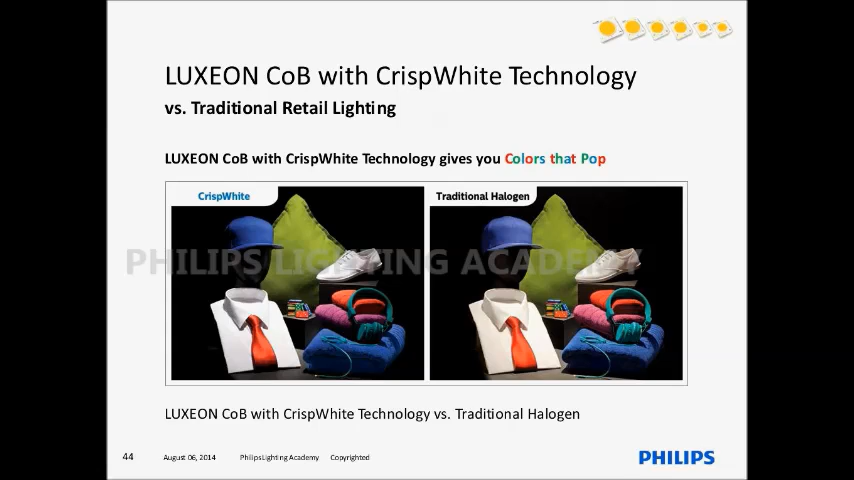 LUXEON CoB with CrispWhite Technology
vs. Traditional Retail Lighting
LUXEON CoB with CrispWhite Technology gives you Colors that Pop
CrispWhite
Traditional Halogen
PHILIPS LIGHTING ACADEMY
LUXEON CoB with CrispWhite Technology vs. Traditional Halogen
44 August 06, 2014 PhilipsLighting Academy Copyrighted
PHILIPS